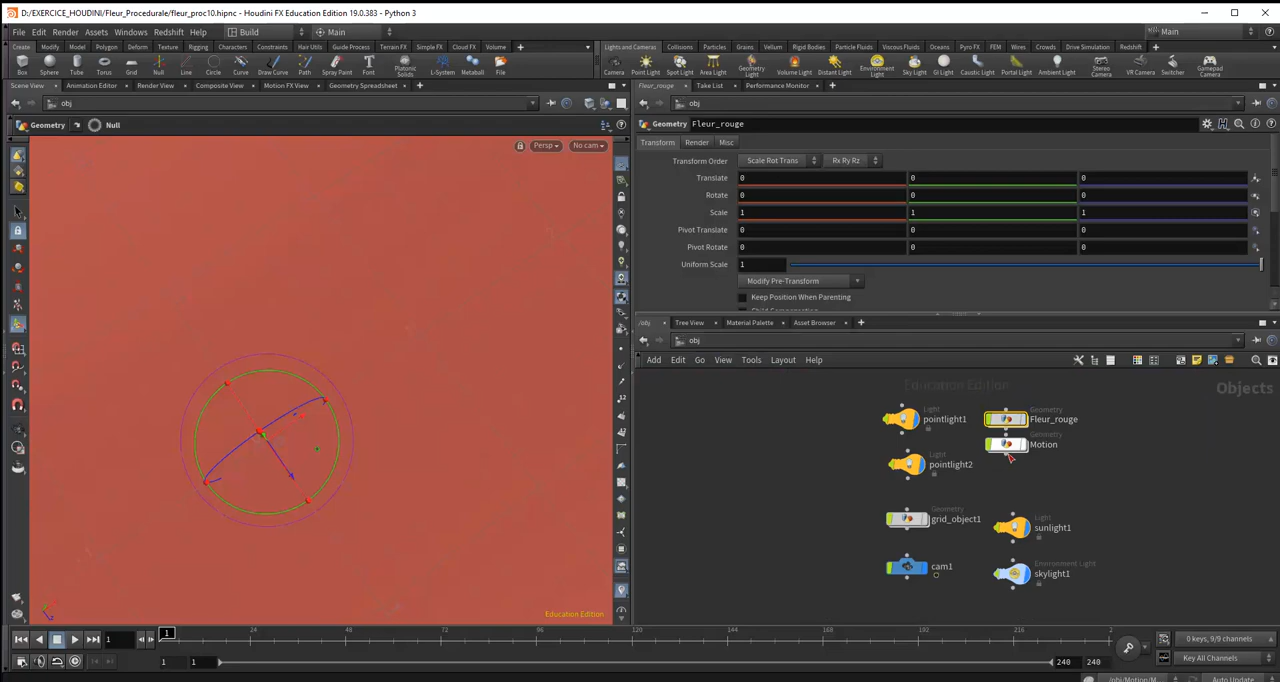 D:/EXERCICE_HOUDINI/Fleur_Procedurale/fleur_proc10.hipnc - Houdini FX Education Edition 19.0.383 - Python 3
File Edit Render Assets Windows Redshift Help Build Main Main
Create Modify Model Polygon Deform Texture Rigging Characters Constraints Hair Utils Guide Process Terrain FX Simple FX Cloud FX Volume
Lights and Cameras Collisions Particles Grains Vellum Rigid Bodies Particle Fluids Viscous Fluids Oceans Pyro FX FEM Wires Crowds Drive Simulation Redshift
Box Sphere Tube Torus Grid Null Line Circle Curve Draw Curve Path Spray Paint Font Platonic Solids L-System Metaball File
Camera Point Light Spot Light Area Light Geometry Light Volume Light Distant Light Environment Light Sky Light GI Light Caustic Light Portal Light Ambient Light Stereo Camera VR Camera Switcher Gamepad Camera
Scene View Animation Editor Render View Composite View Motion FX View Geometry Spreadsheet
Fleur_rouge Take List Performance Monitor
obj
obj
Geometry Null
Geometry Fleur_rouge
Persp No cam
Transform Render Misc
Transform Order Scale Rot Trans Rx Ry Rz
Translate 0 0 0
Rotate 0 0 0
Scale 1 1 1
Pivot Translate 0 0 0
Pivot Rotate 0 0 0
Uniform Scale 1
Modify Pre-Transform
Keep Position When Parenting
/obj Tree View Material Palette Asset Browser
obj
Add Edit Go View Tools Layout Help
Education Edition
Objects
Light
pointlight1
Geometry
Fleur_rouge
Geometry
Motion
Light
pointlight2
Geometry
grid_object1
Light
sunlight1
cam1
Environment Light
skylight1
Education Edition
1 1 24 48 72 96 120 144 168 192 216 2
0 keys, 9/9 channels
1 1 240 240
Key All Channels
/obj/Motion/M... Auto Update